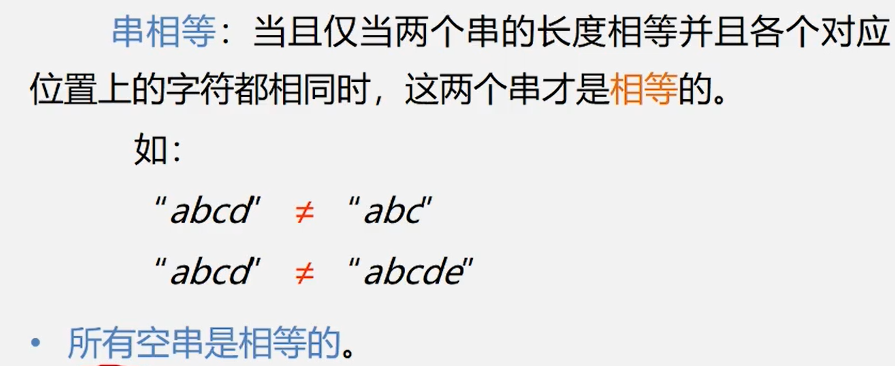 串相等：当且仅当两个串的长度相等并且各个对应
位置上的字符都相同时，这两个串才是相等的。
如：
“abcd” ≠ “abc”
“abcd” ≠ “abcde”
• 所有空串是相等的。